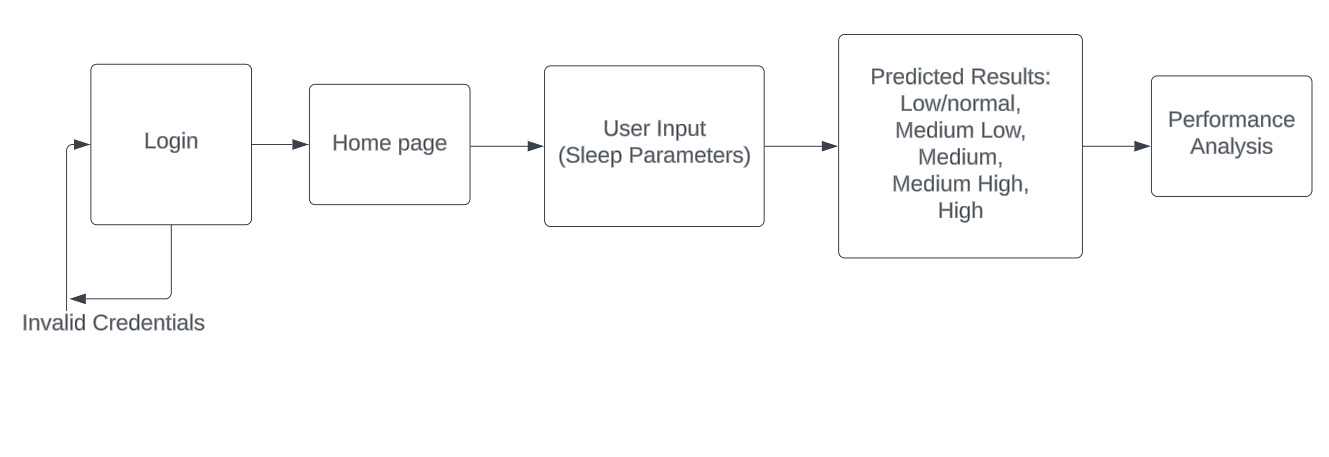 Login
Home page
User Input
(Sleep Parameters)
Predicted Results:
Low/normal,
Medium Low,
Medium,
Medium High,
High
Performance
Analysis
Invalid Credentials